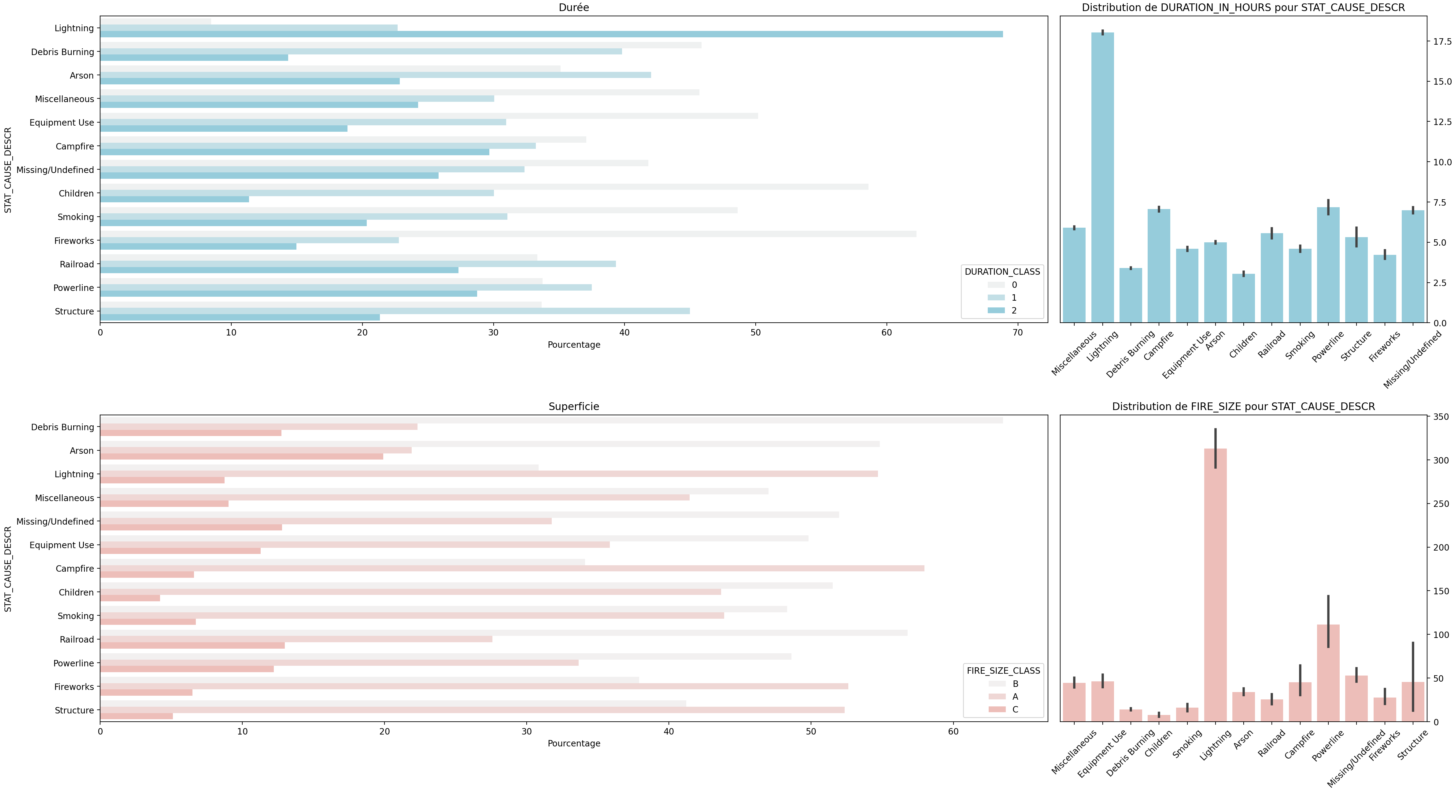 Durée
STAT_CAUSE_DESCR
Lightning
Debris Burning
Arson
Miscellaneous
Equipment Use
Campfire
Missing/Undefined
Children
Smoking
Fireworks
Railroad
Powerline
Structure
DURATION_CLASS
0
1
2
0 10 20 30 40 50 60 70
Pourcentage
Distribution de DURATION_IN_HOURS pour STAT_CAUSE_DESCR
17.5
15.0
12.5
10.0
7.5
5.0
2.5
0.0
Miscellaneous
Lightning
Debris Burning
Campfire
Equipment Use
Arson
Children
Railroad
Smoking
Powerline
Structure
Fireworks
Missing/Undefined
Superficie
STAT_CAUSE_DESCR
Debris Burning
Arson
Lightning
Miscellaneous
Missing/Undefined
Equipment Use
Campfire
Children
Smoking
Railroad
Powerline
Fireworks
Structure
FIRE_SIZE_CLASS
B
A
C
0 10 20 30 40 50 60
Pourcentage
Distribution de FIRE_SIZE pour STAT_CAUSE_DESCR
350
300
250
200
150
100
50
0
Miscellaneous
Equipment Use
Debris Burning
Children
Smoking
Lightning
Arson
Railroad
Campfire
Powerline
Missing/Undefined
Fireworks
Structure